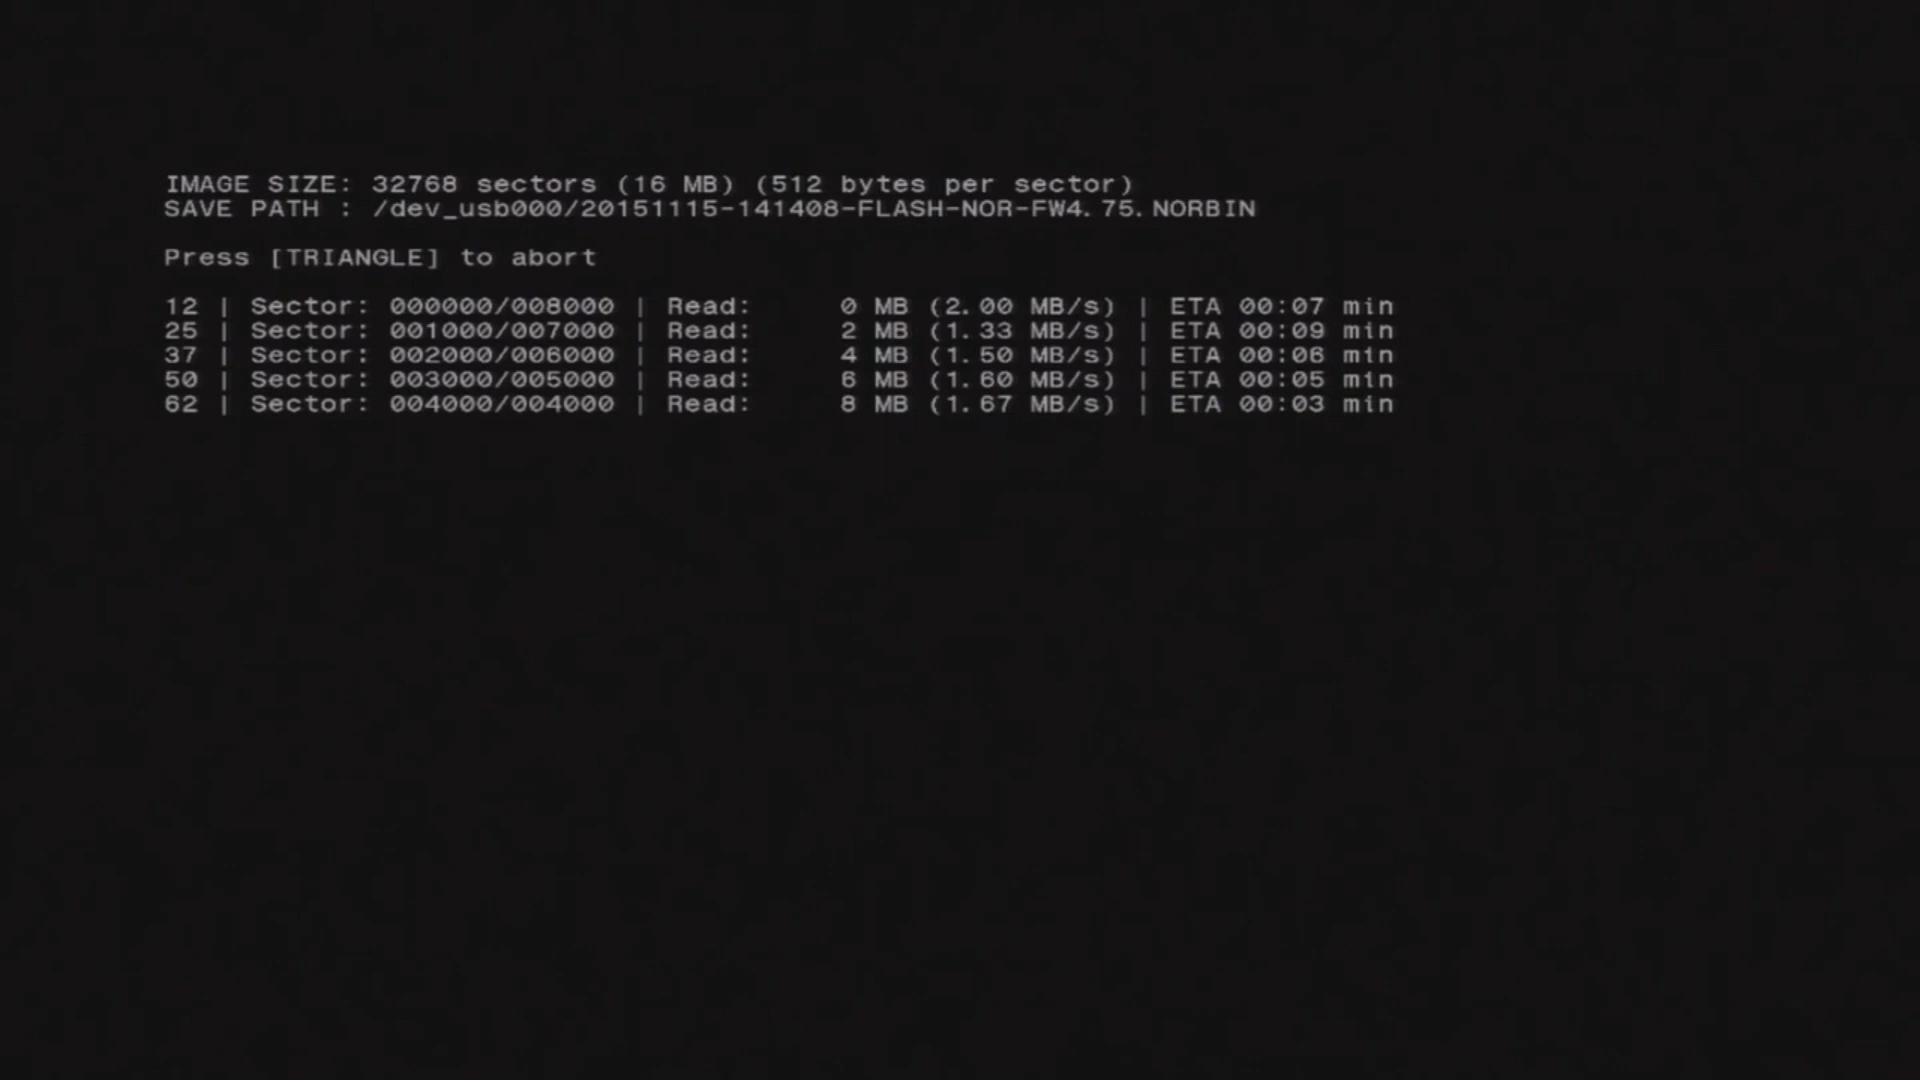 IMAGE SIZE: 32768 sectors (16 MB) (512 bytes per sector)
SAVE PATH : /dev_usb000/20151115-141408-FLASH-NOR-FW4.75.NORBIN
Press [TRIANGLE] to abort
12 | Sector: 000000/008000 | Read: 0 MB (2.00 MB/s) | ETA 00:07 min
25 | Sector: 001000/007000 | Read: 2 MB (1.33 MB/s) | ETA 00:09 min
37 | Sector: 002000/006000 | Read: 4 MB (1.50 MB/s) | ETA 00:06 min
50 | Sector: 003000/005000 | Read: 6 MB (1.60 MB/s) | ETA 00:05 min
62 | Sector: 004000/004000 | Read: 8 MB (1.67 MB/s) | ETA 00:03 min